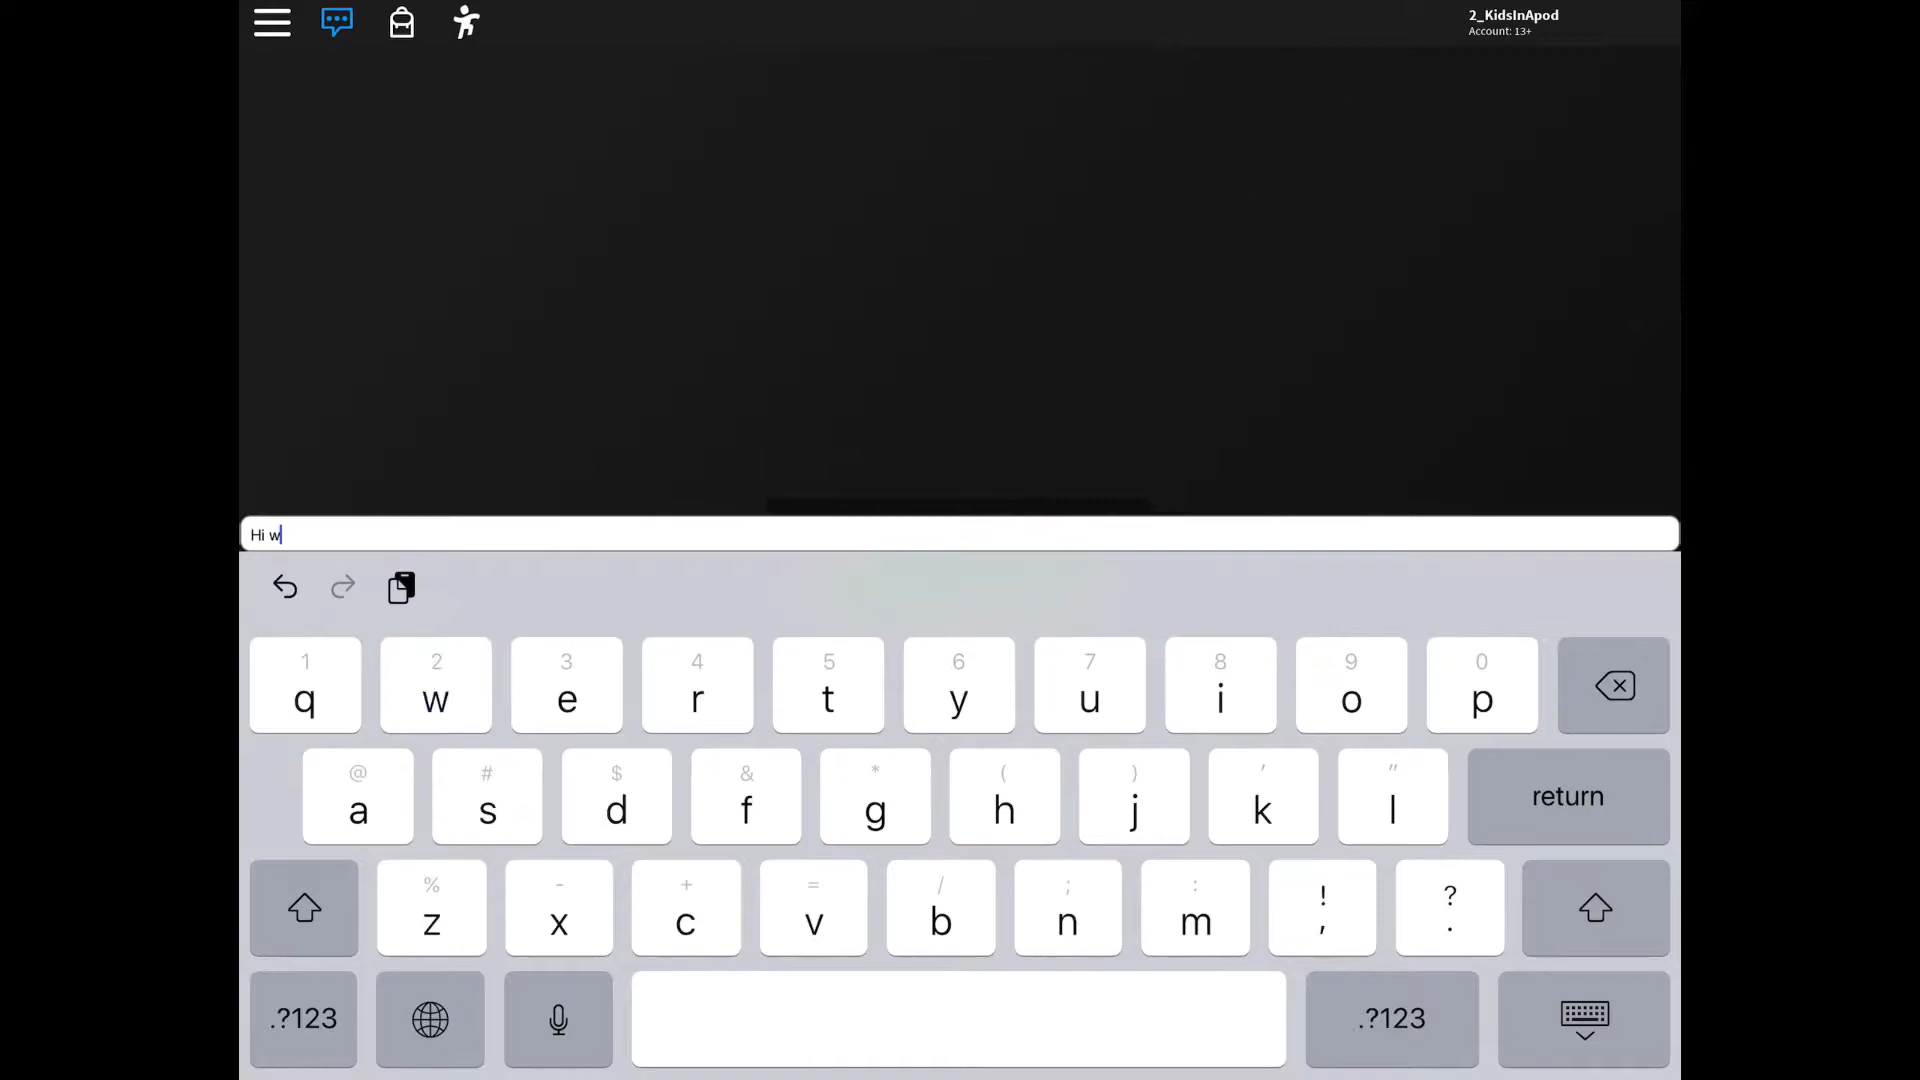 2_KidsInApod
Account: 13+
Hi w
1 2 3 4 5 6 7 8 9 0
q w e r t y u i o p
@ # $ & * ( ) ' "
a s d f g h j k l return
% - + = / ; : ! ?
z x c v b n m , .
.?123 .?123